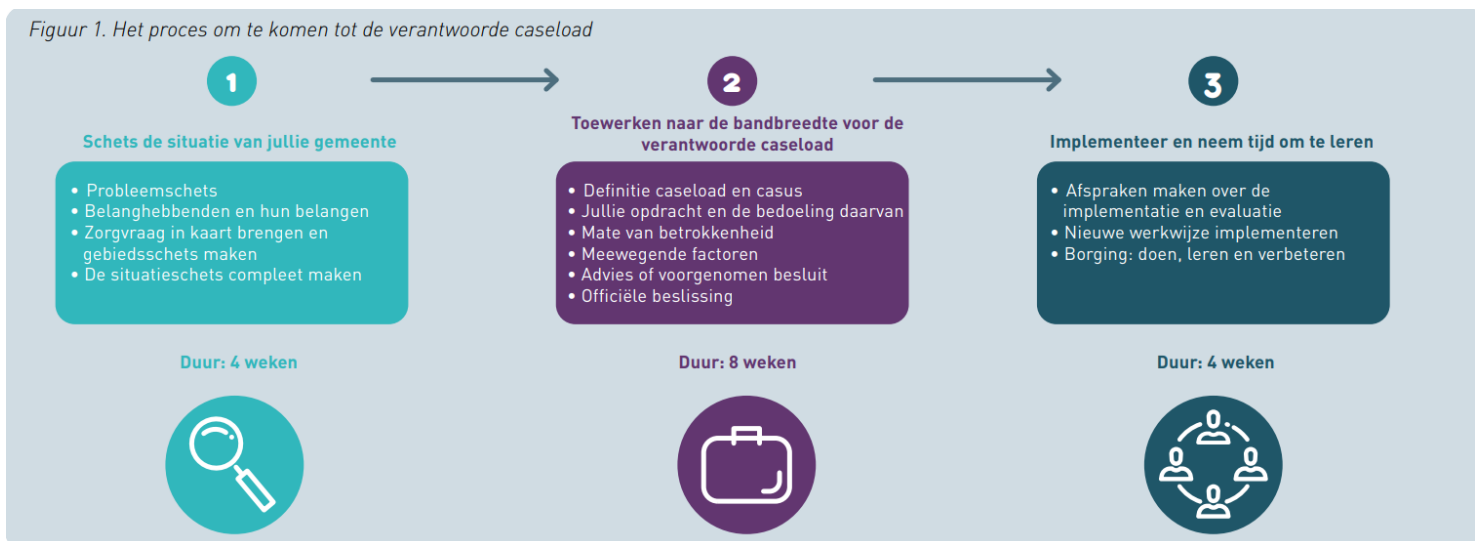 Figuur 1. Het proces om te komen tot de verantwoorde caseload
1
Schets de situatie van jullie gemeente
• Probleemschets
• Belanghebbenden en hun belangen
• Zorgvraag in kaart brengen en
gebiedsschets maken
• De situatieschets compleet maken
Duur: 4 weken
2
Toewerken naar de bandbreedte voor de
verantwoorde caseload
• Definitie caseload en casus
• Jullie opdracht en de bedoeling daarvan
• Mate van betrokkenheid
• Meewegende factoren
• Advies of voorgenomen besluit
• Officiële beslissing
Duur: 8 weken
3
Implementeer en neem tijd om te leren
• Afspraken maken over de
implementatie en evaluatie
• Nieuwe werkwijze implementeren
• Borging: doen, leren en verbeteren
Duur: 4 weken